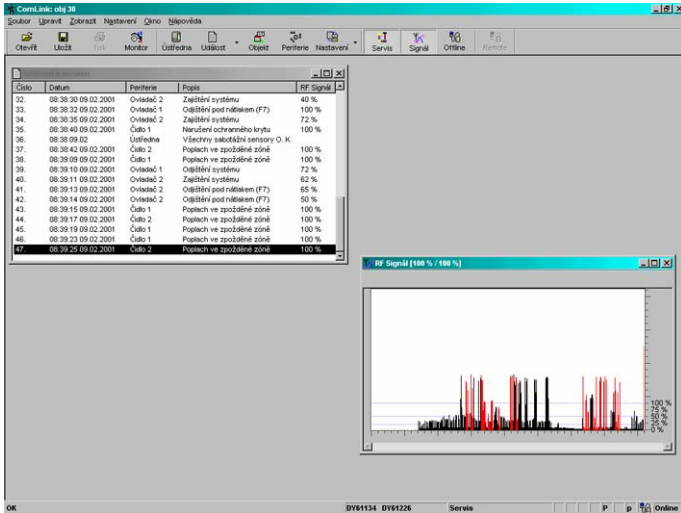 ComLink: obj 30
Soubor Upravit Zobrazit Nastavení Okno Nápověda
Otevřít Uložit Tisk Monitor Ústředna Událost Objekt Periferie Nastavení Servis Signál Offline Remote
Číslo Datum Periferie Popis RF Signál
32. 08:38:30 09.02.2001 Ovladač 2 Zajištění systému 40 %
33. 08:38:32 09.02.2001 Ovladač 1 Odjištění pod nátlakem (F7) 100 %
34. 08:38:35 09.02.2001 Ovladač 2 Zajištění systému 72 %
35. 08:38:40 09.02.2001 Čidlo 1 Narušení ochranného krytu 100 %
36. 08:38 09.02 Ústředna Všechny sabotážní sensory O. K.
37. 08:38:42 09.02.2001 Čidlo 2 Poplach ve zpožděné zóně 100 %
38. 08:39:09 09.02.2001 Čidlo 1 Poplach ve zpožděné zóně 100 %
39. 08:39:10 09.02.2001 Ovladač 1 Odjištění systému 72 %
40. 08:39:11 09.02.2001 Ovladač 2 Zajištění systému 62 %
41. 08:39:13 09.02.2001 Ovladač 2 Odjištění pod nátlakem (F7) 65 %
42. 08:39:14 09.02.2001 Ovladač 2 Odjištění pod nátlakem (F7) 50 %
43. 08:39:15 09.02.2001 Čidlo 1 Poplach ve zpožděné zóně 100 %
44. 08:39:17 09.02.2001 Čidlo 2 Poplach ve zpožděné zóně 100 %
45. 08:39:19 09.02.2001 Čidlo 1 Poplach ve zpožděné zóně 100 %
46. 08:39:23 09.02.2001 Čidlo 1 Poplach ve zpožděné zóně 100 %
47. 08:39:25 09.02.2001 Čidlo 2 Poplach ve zpožděné zóně 100 %
RF Signál [100 % / 100 %]
100 %
75 %
50 %
25 %
0 %
OK DY61134 DY61226 Servis P p Online